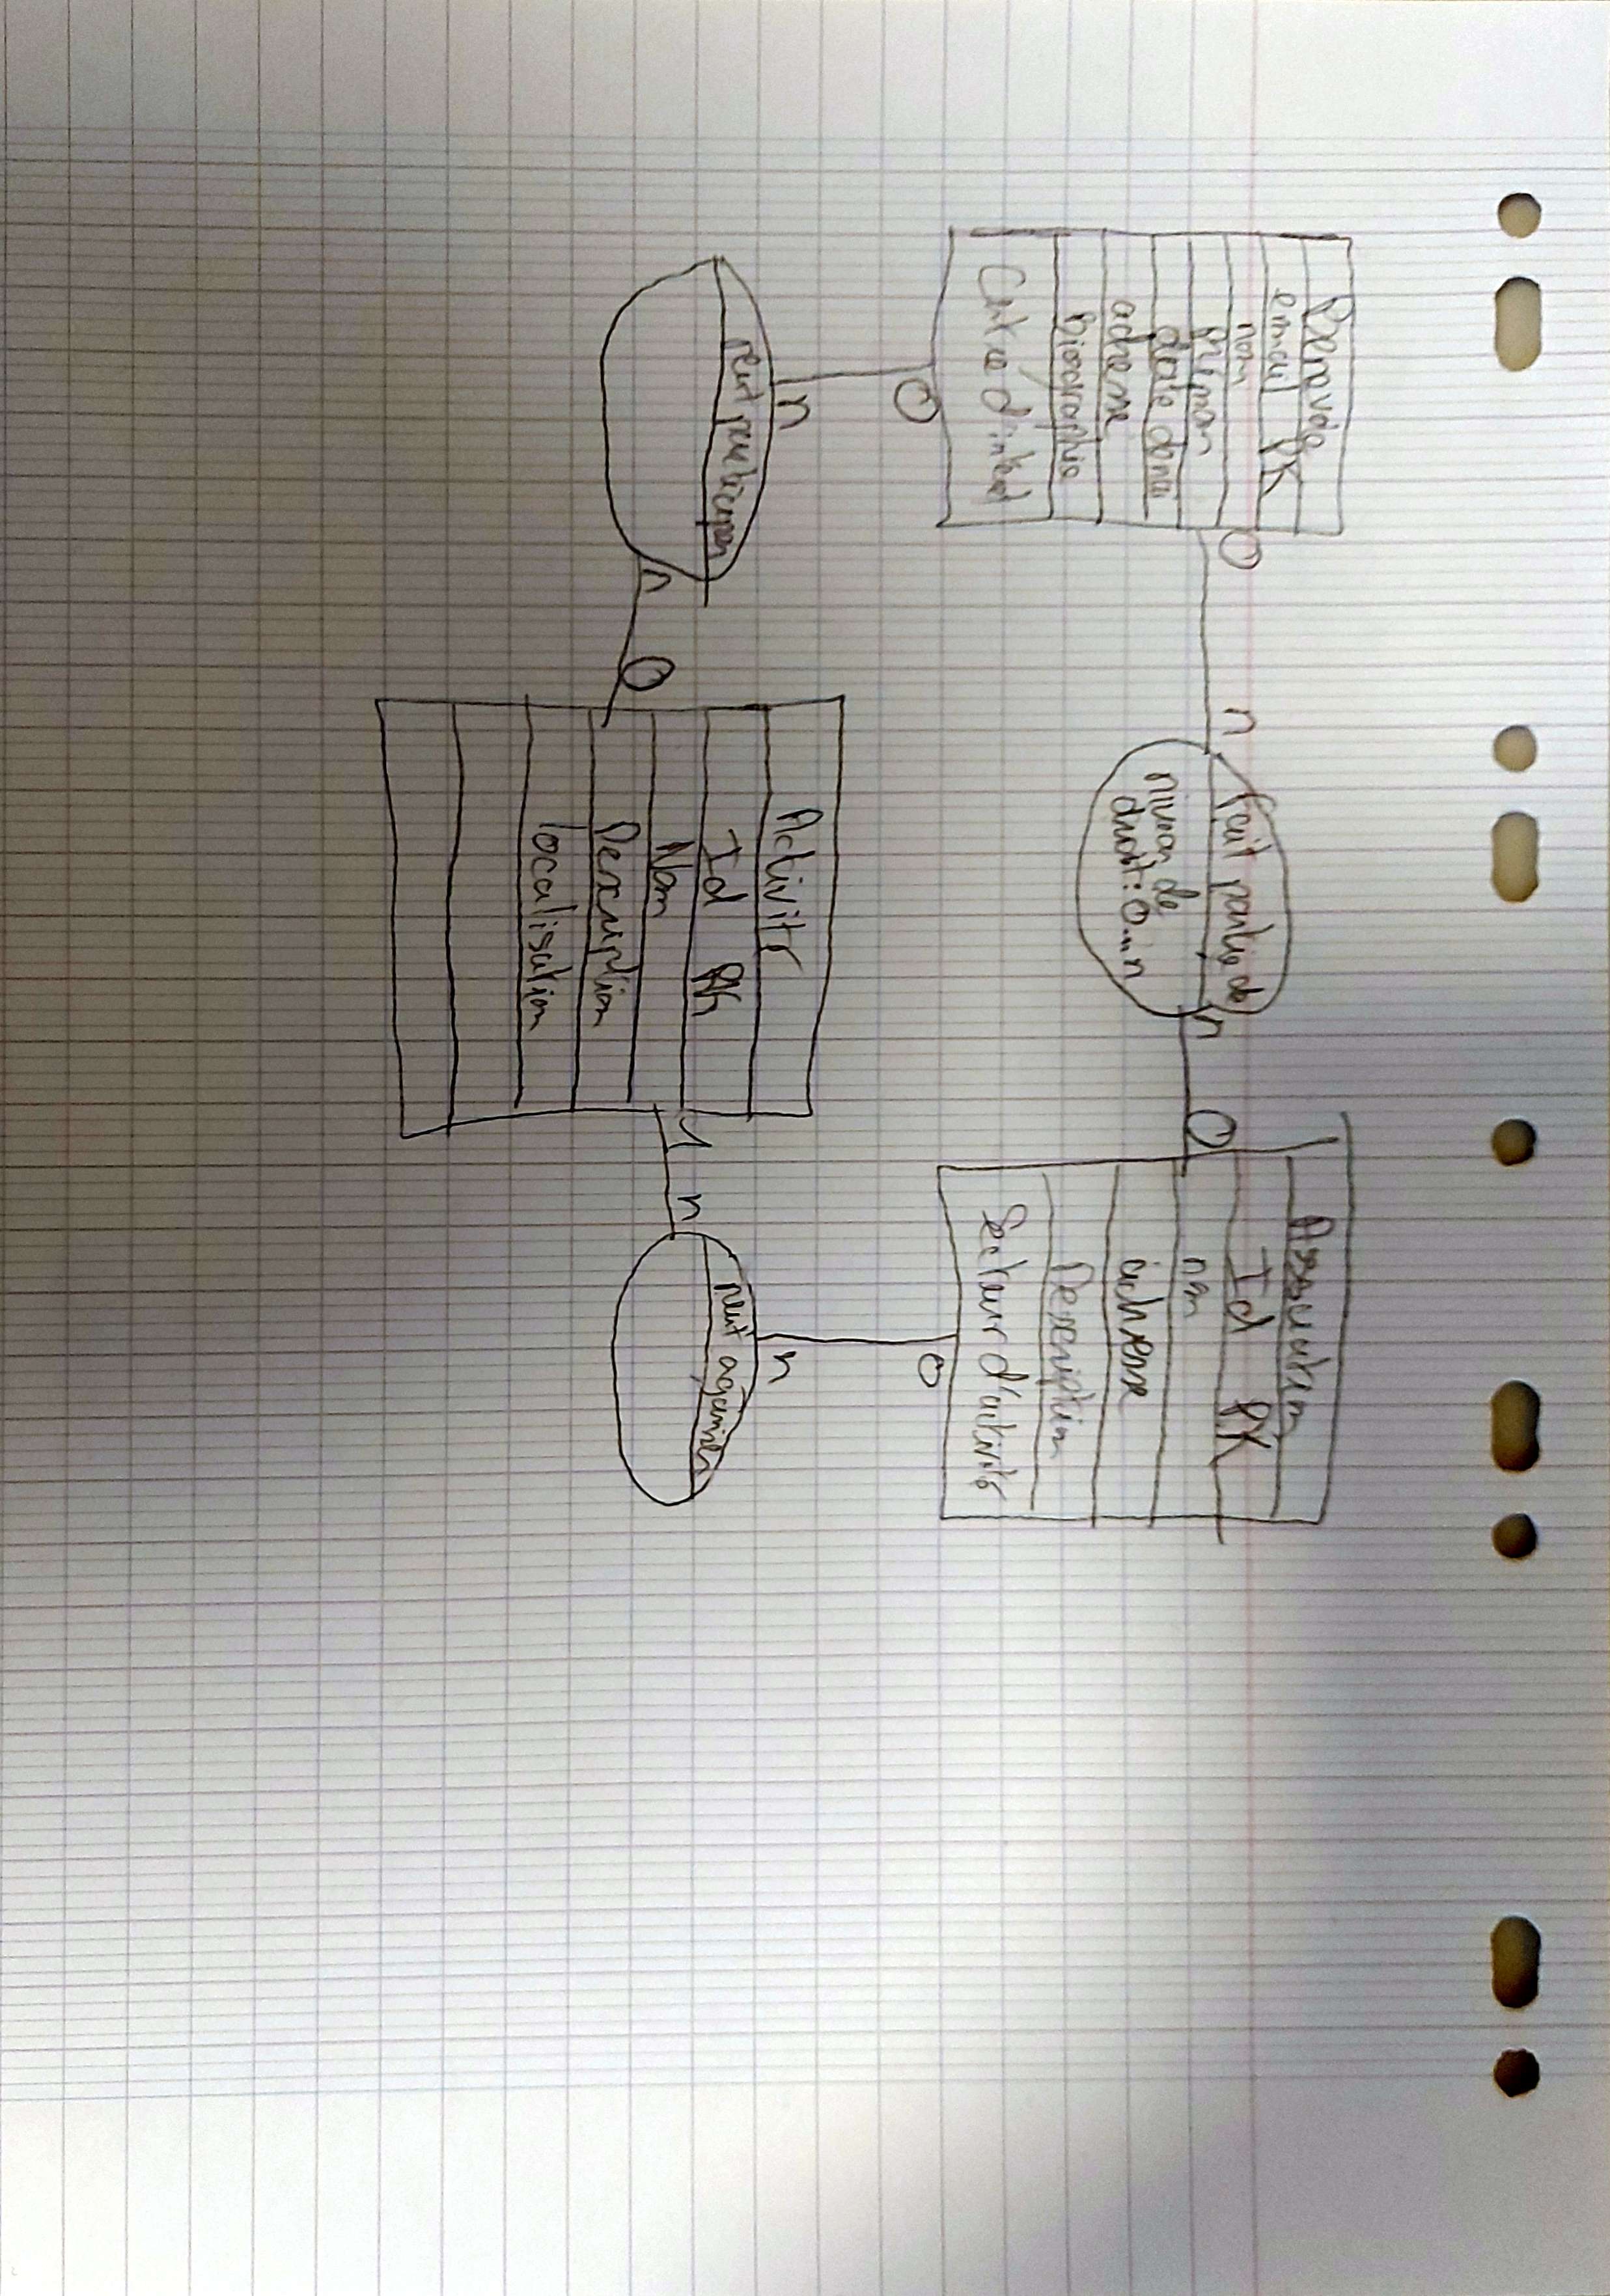 Bénévole
email PK
nom
Prénom
date de nai
adresse
biographie
Centre d'intérêt
0
n
fait partie de
niveau de
droit : 0...n
n
0
Association
Id PK
nom
adresse
Description
Secteur d'activité
0
n
peut participer
n
0
Activité
Id PK
Nom
Description
localisation
1
n
peut organiser
n
0